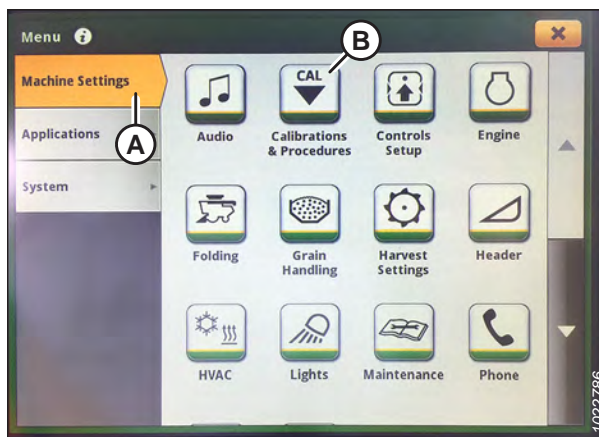 Menu i
B
Machine Settings
CAL
Audio
Calibrations
& Procedures
Controls
Setup
Engine
Applications
A
System
Folding
Grain
Handling
Harvest
Settings
Header
HVAC
Lights
Maintenance
Phone
1022786